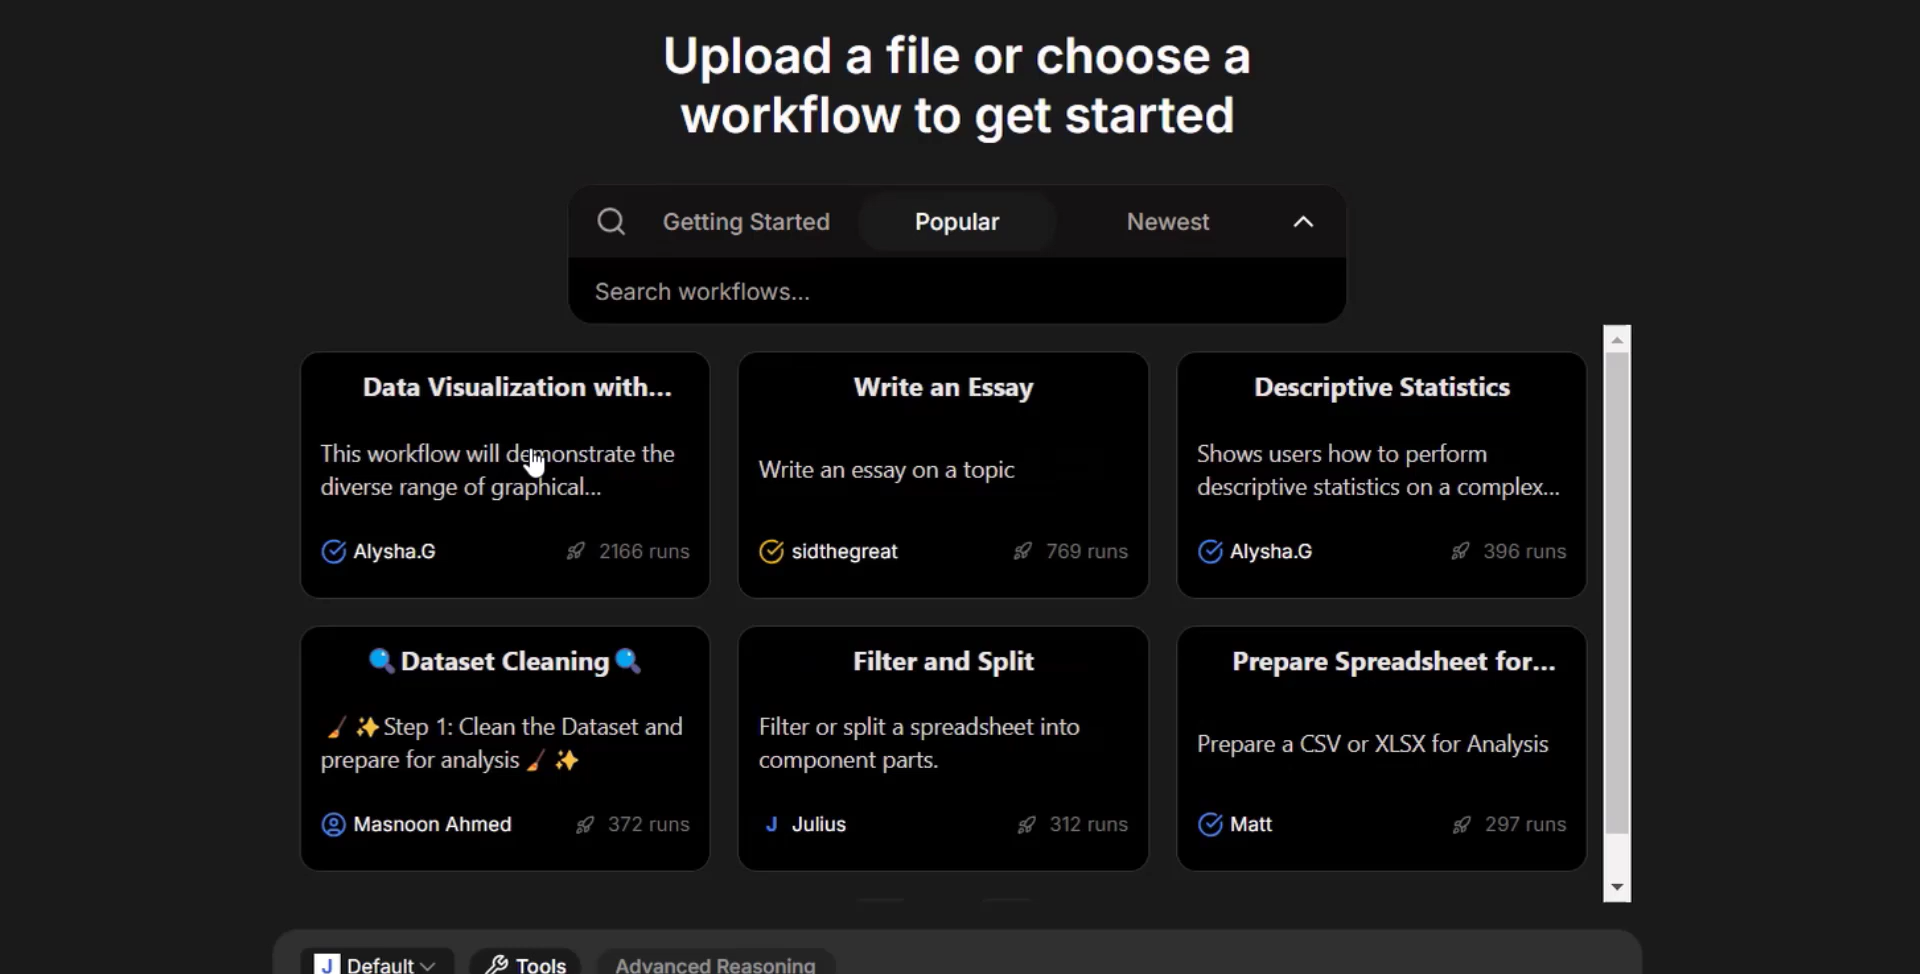 Upload a file or choose a
workflow to get started
Getting Started
Popular
Newest
Search workflows...
Data Visualization with...
This workflow will demonstrate the
diverse range of graphical...
Alysha.G
2166 runs
Write an Essay
Write an essay on a topic
sidthegreat
769 runs
Descriptive Statistics
Shows users how to perform
descriptive statistics on a complex...
Alysha.G
396 runs
🔍Dataset Cleaning🔍
🧹✨Step 1: Clean the Dataset and
prepare for analysis🧹✨
Masnoon Ahmed
372 runs
Filter and Split
Filter or split a spreadsheet into
component parts.
J Julius
312 runs
Prepare Spreadsheet for...
Prepare a CSV or XLSX for Analysis
Matt
297 runs
J Default
Tools
Advanced Reasoning